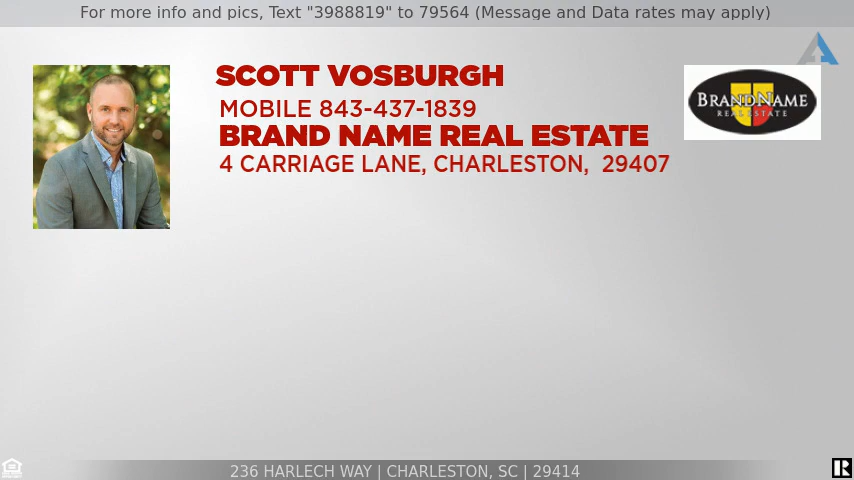 For more info and pics, Text "3988819" to 79564 (Message and Data rates may apply)
SCOTT VOSBURGH
MOBILE 843-437-1839
BRAND NAME REAL ESTATE
4 CARRIAGE LANE, CHARLESTON, 29407
BRANDNAME
REAL ESTATE
236 HARLECH WAY | CHARLESTON, SC | 29414